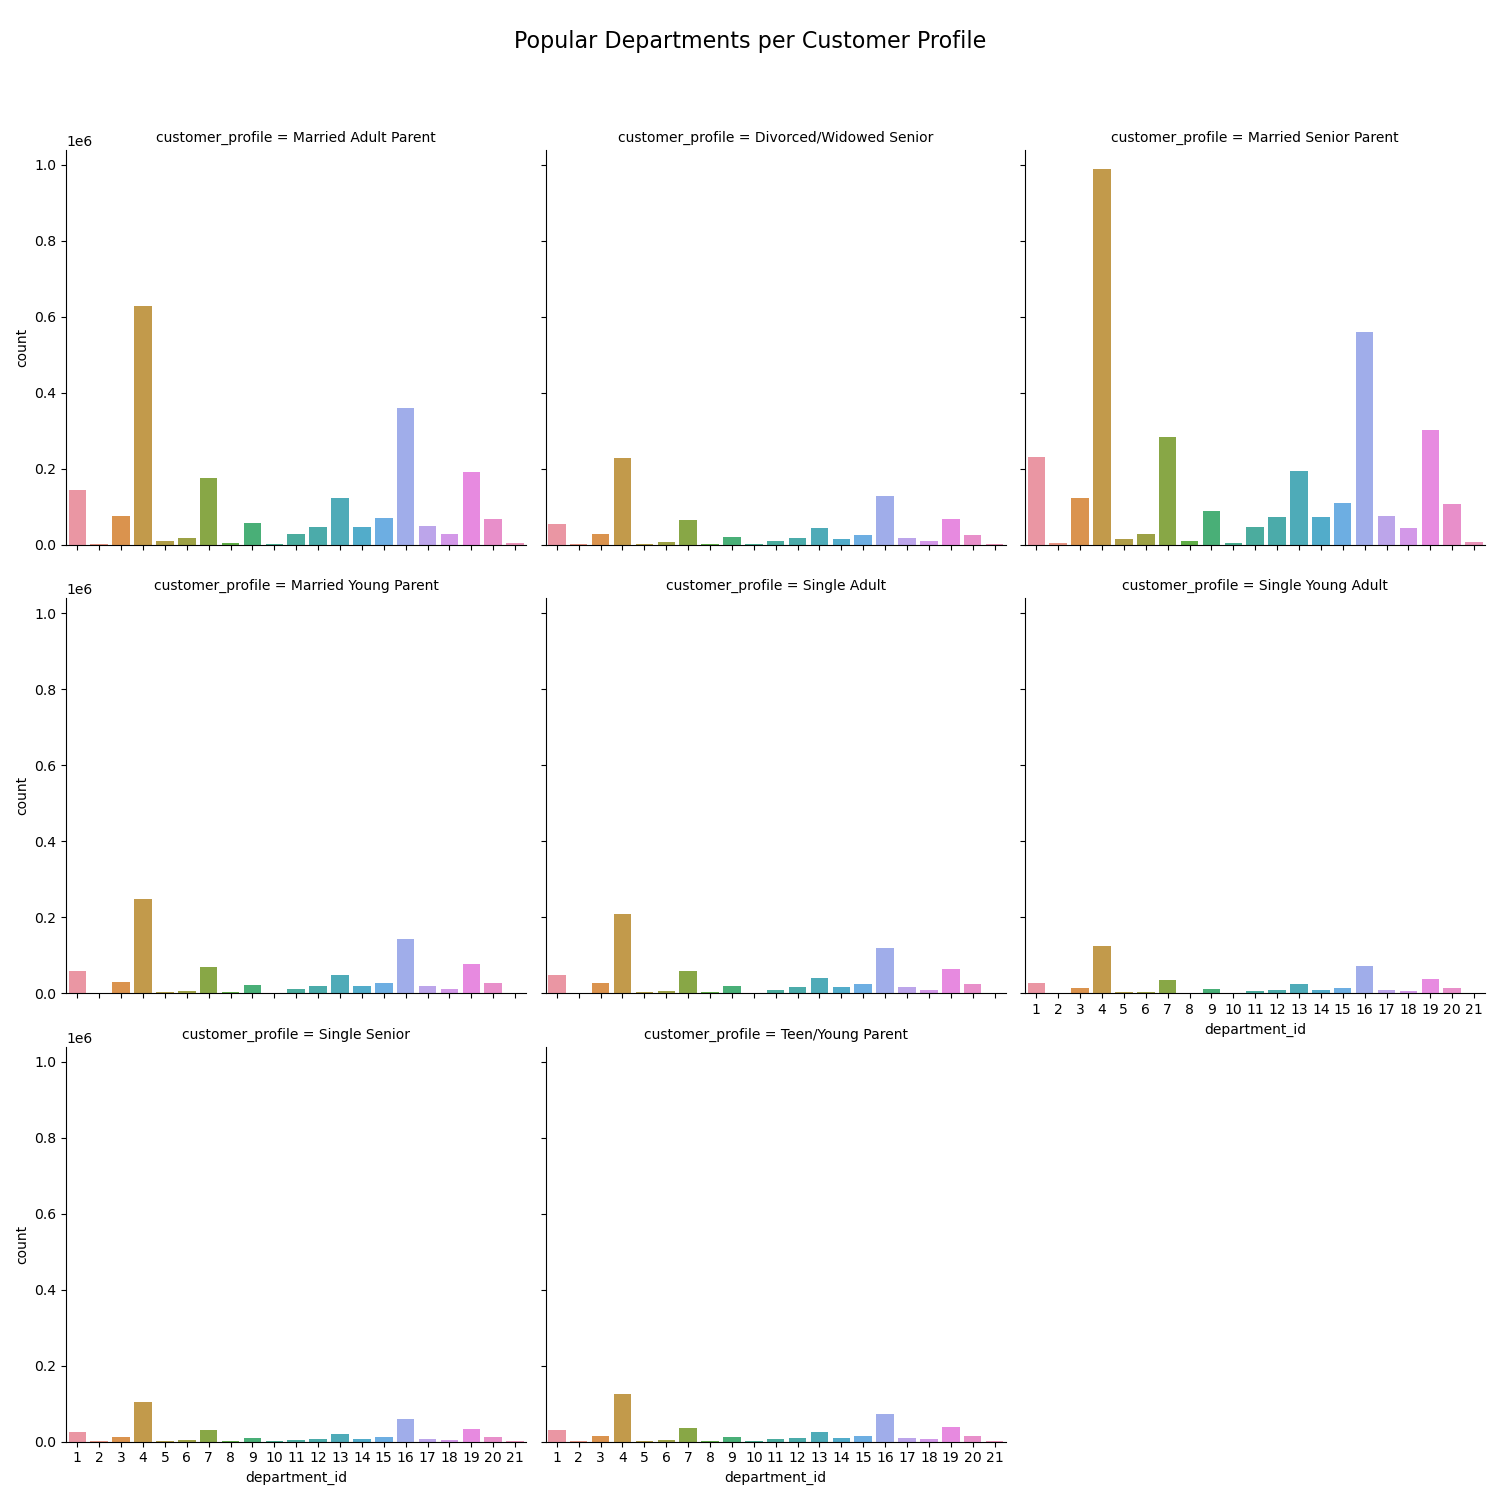 Popular Departments per Customer Profile
customer_profile = Married Adult Parent
customer_profile = Divorced/Widowed Senior
customer_profile = Married Senior Parent
1e6
1.0
0.8
0.6
0.4
0.2
0.0
count
customer_profile = Married Young Parent
customer_profile = Single Adult
customer_profile = Single Young Adult
1e6
1.0
0.8
0.6
0.4
0.2
0.0
count
1 2 3 4 5 6 7 8 9 10 11 12 13 14 15 16 17 18 19 20 21
department_id
customer_profile = Single Senior
customer_profile = Teen/Young Parent
1e6
1.0
0.8
0.6
0.4
0.2
0.0
count
1 2 3 4 5 6 7 8 9 10 11 12 13 14 15 16 17 18 19 20 21
department_id
1 2 3 4 5 6 7 8 9 10 11 12 13 14 15 16 17 18 19 20 21
department_id